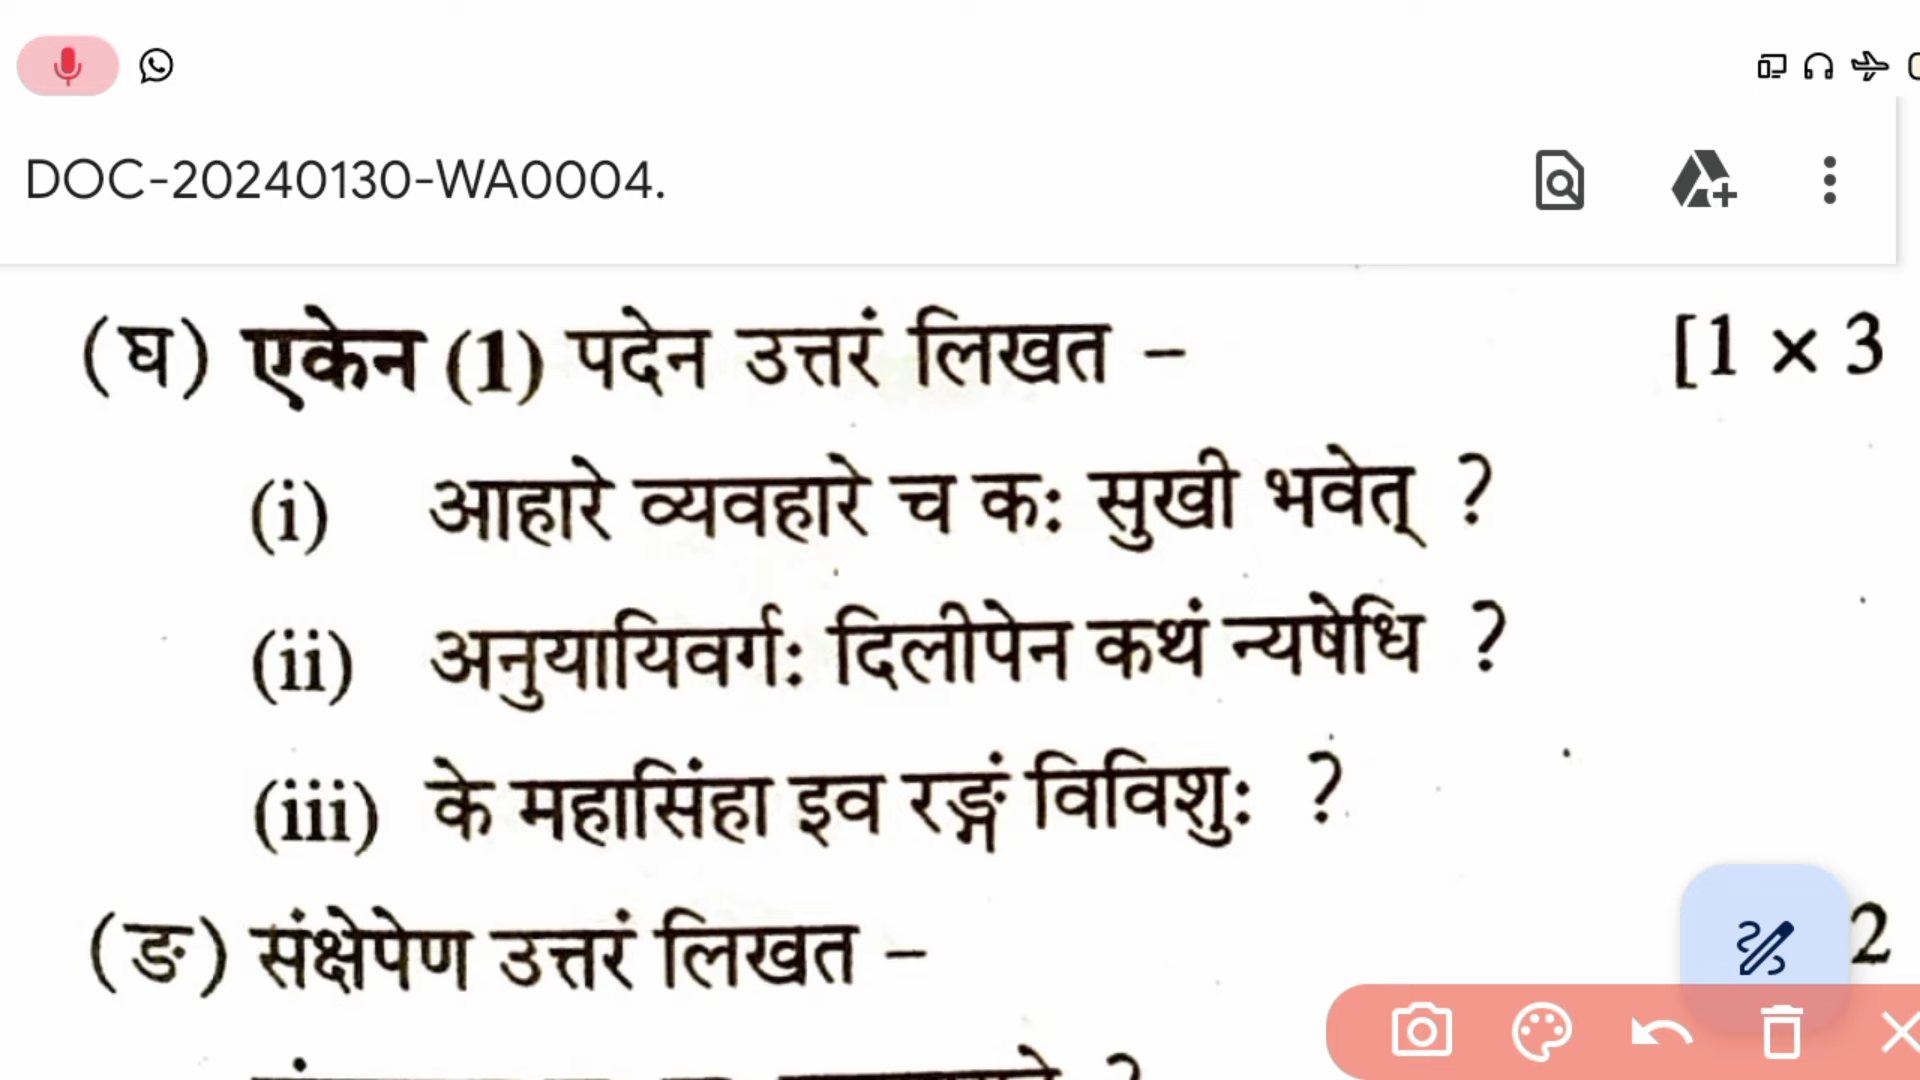 DOC-20240130-WA0004.
(घ) एकेन (1) पदेन उत्तरं लिखत – [1 × 3
(i) आहारे व्यवहारे च कः सुखी भवेत् ?
(ii) अनुयायिवर्गः दिलीपेन कथं न्यषेधि ?
(iii) के महासिंहा इव रङ्गं विविशुः ?
(ङ) संक्षेपेण उत्तरं लिखत – 2